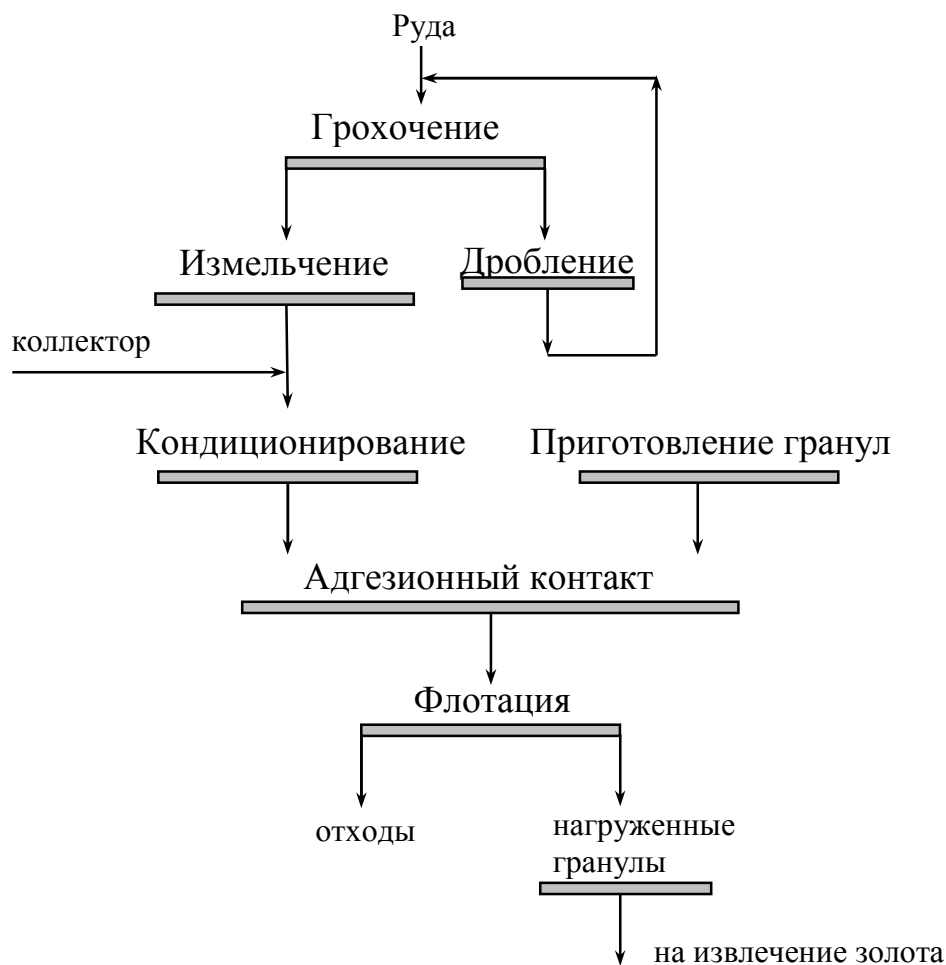 Руда
Грохочение
Измельчение
Дробление
коллектор
Кондиционирование
Приготовление гранул
Адгезионный контакт
Флотация
отходы
нагруженные
гранулы
на извлечение золота